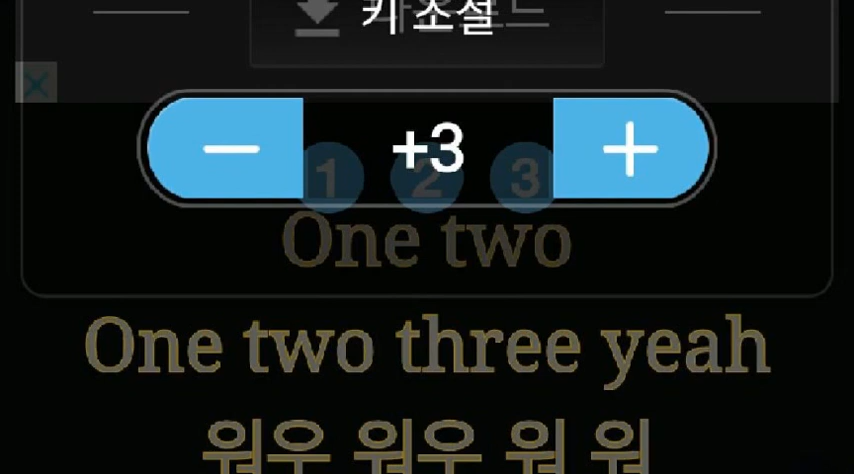 키 조절
− +3 +
1 2 3
One two
One two three yeah
워우 워우 워 워